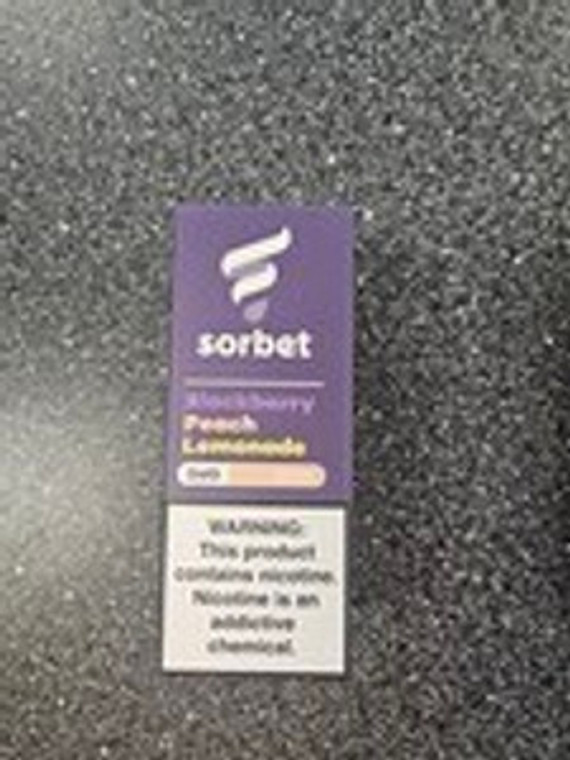 sorbet
Blackberry
Peach
Lemonade
WARNING:
This product
contains nicotine.
Nicotine is an
addictive
chemical.